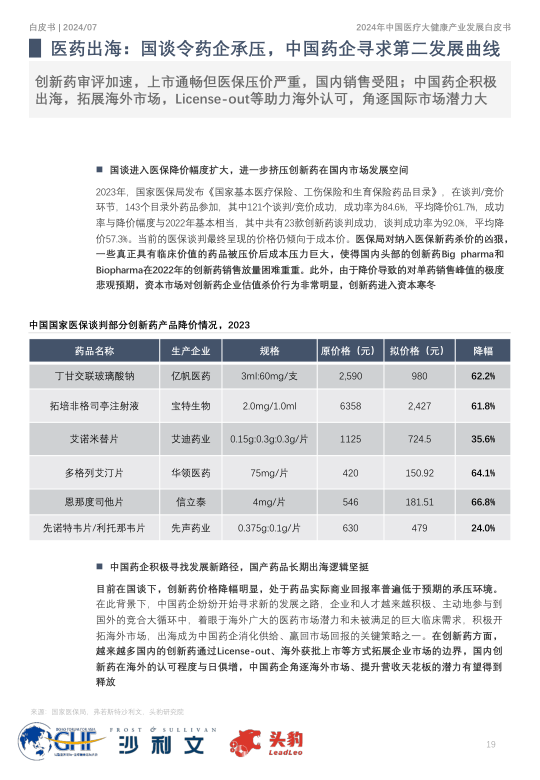 白皮书 | 2024/07
2024年中国医疗大健康产业发展白皮书
医药出海：国谈令药企承压，中国药企寻求第二发展曲线
创新药审评加速，上市通畅但医保压价严重，国内销售受阻；中国药企积极
出海，拓展海外市场，License-out等助力海外认可，角逐国际市场潜力大
国谈进入医保降价幅度扩大，进一步挤压创新药在国内市场发展空间
2023年，国家医保局发布《国家基本医疗保险、工伤保险和生育保险药品目录》，在谈判/竞价
环节，143个目录外药品参加，其中121个谈判/竞价成功，成功率为84.6%，平均降价61.7%，成功
率与降价幅度与2022年基本相当，其中共有23款创新药谈判成功，谈判成功率为92.0%，平均降
价57.3%。当前的医保谈判最终呈现的价格仍倾向于成本价。医保局对纳入医保新药杀价的凶狠，
一些真正具有临床价值的药品被压价后成本压力巨大，使得国内头部的创新药Big pharma和
Biopharma在2022年的创新药销售放量困难重重。此外，由于降价导致的对单药销售峰值的极度
悲观预期，资本市场对创新药企业估值杀价行为非常明显，创新药进入资本寒冬
中国国家医保谈判部分创新药产品降价情况，2023
药品名称 生产企业 规格 原价格（元） 拟价格（元） 降幅
丁甘交联玻璃酸钠 亿帆医药 3ml:60mg/支 2,590 980 62.2%
拓培非格司亭注射液 宝特生物 2.0mg/1.0ml 6358 2,427 61.8%
艾诺米替片 艾迪药业 0.15g:0.3g:0.3g/片 1125 724.5 35.6%
多格列艾汀片 华领医药 75mg/片 420 150.92 64.1%
恩那度司他片 信立泰 4mg/片 546 181.51 66.8%
先诺特韦片/利托那韦片 先声药业 0.375g:0.1g/片 630 479 24.0%
中国药企积极寻找发展新路径，国产药品长期出海逻辑坚挺
目前在国谈下，创新药价格降幅明显，处于药品实际商业回报率普遍低于预期的承压环境。
在此背景下，中国药企纷纷开始寻求新的发展之路，企业和人才越来越积极、主动地参与到
国外的竞合大循环中，着眼于海外广大的医药市场潜力和未被满足的巨大临床需求，积极开
拓海外市场，出海成为中国药企消化供给、赢回市场回报的关键策略之一。在创新药方面，
越来越多国内的创新药通过License-out、海外获批上市等方式拓展企业市场的边界，国内创
新药在海外的认可程度与日俱增，中国药企角逐海外市场、提升营收天花板的潜力有望得到
释放
来源：国家医保局，弗若斯特沙利文，头豹研究院
GHF
FROST & SULLIVAN
沙利文
头豹
LeadLeo
19